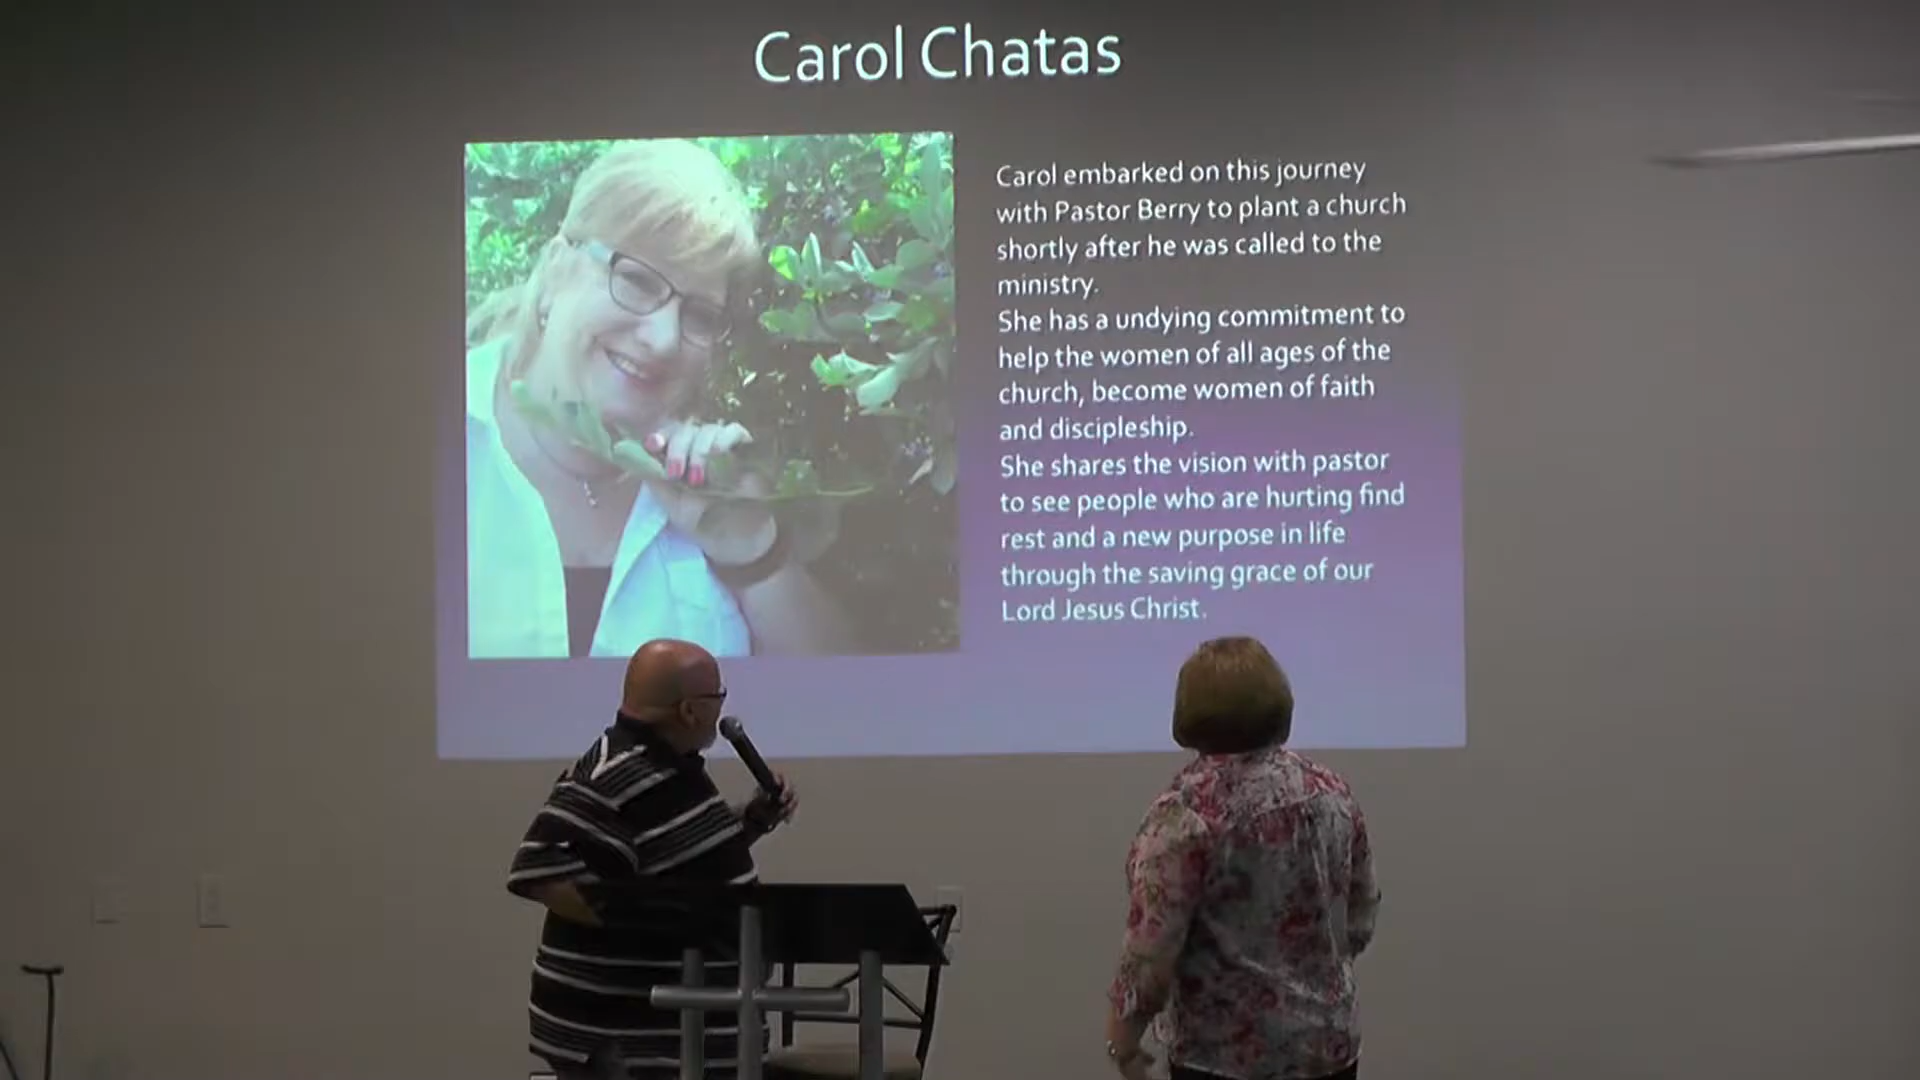 Carol Chatas
Carol embarked on this journey
with Pastor Berry to plant a church
shortly after he was called to the
ministry.
She has a undying commitment to
help the women of all ages of the
church, become women of faith
and discipleship.
She shares the vision with pastor
to see people who are hurting find
rest and a new purpose in life
through the saving grace of our
Lord Jesus Christ.